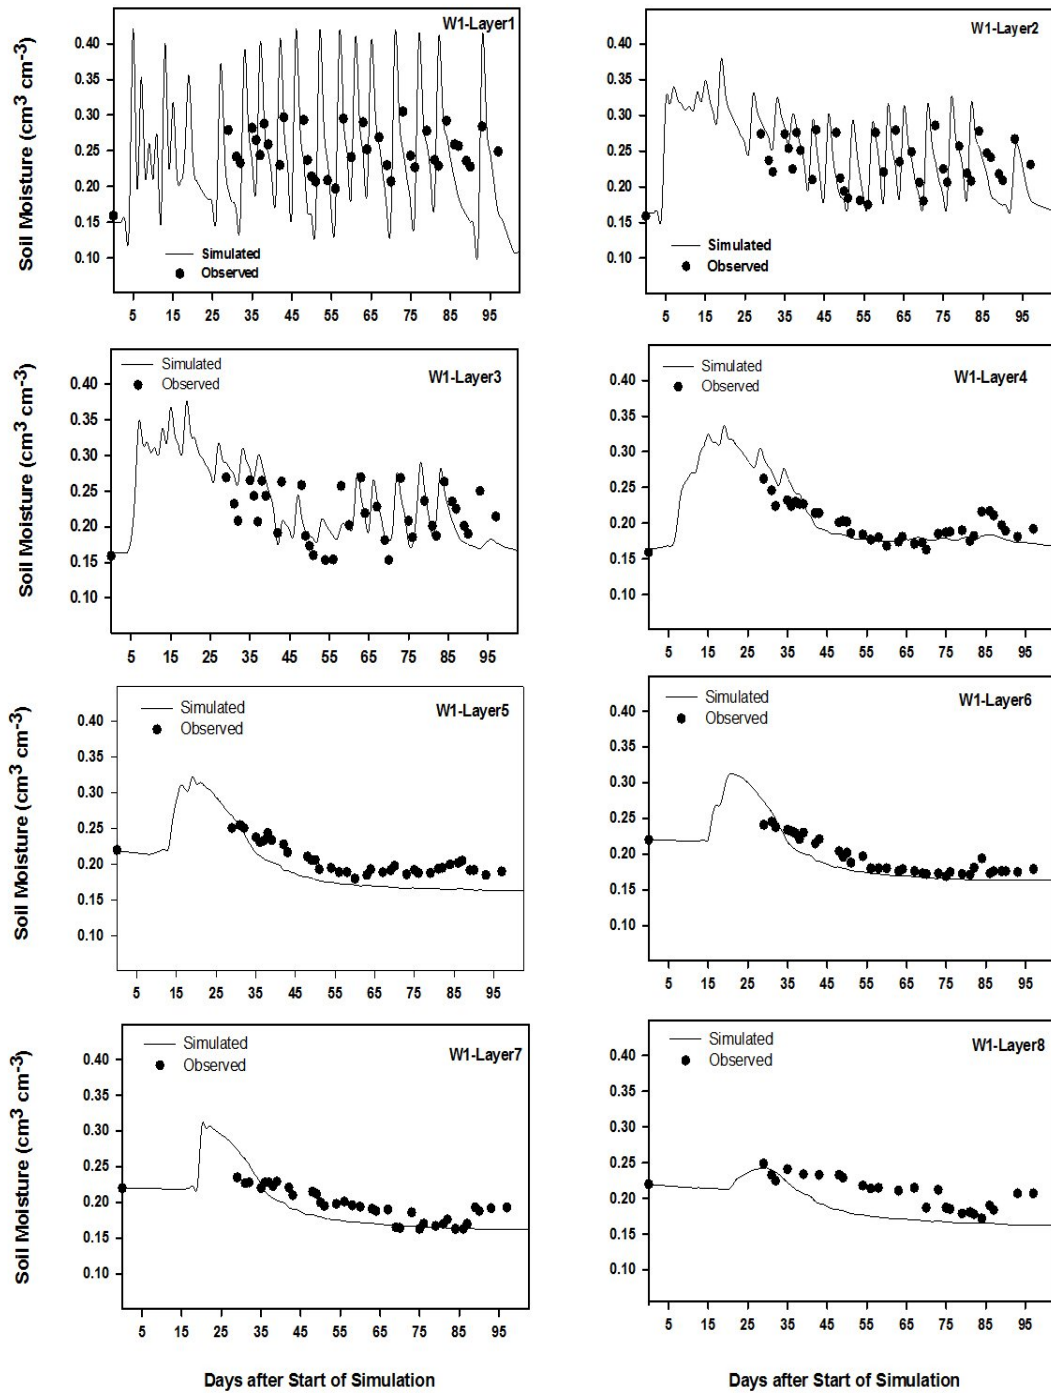 W1-Layer1
Soil Moisture (cm3 cm-3)
0.40
0.35
0.30
0.25
0.20
0.15
0.10
Simulated
Observed
5 15 25 35 45 55 65 75 85 95
W1-Layer2
0.40
0.35
0.30
0.25
0.20
0.15
0.10
Simulated
Observed
5 15 25 35 45 55 65 75 85 95
Simulated
Observed
W1-Layer3
Soil Moisture (cm3 cm-3)
0.40
0.35
0.30
0.25
0.20
0.15
0.10
5 15 25 35 45 55 65 75 85 95
Simulated
Observed
W1-Layer4
0.40
0.35
0.30
0.25
0.20
0.15
0.10
5 15 25 35 45 55 65 75 85 95
Simulated
Observed
W1-Layer5
Soil Moisture (cm3 cm-3)
0.40
0.35
0.30
0.25
0.20
0.15
0.10
5 15 25 35 45 55 65 75 85 95
Simulated
Observed
W1-Layer6
0.40
0.35
0.30
0.25
0.20
0.15
0.10
5 15 25 35 45 55 65 75 85 95
Simulated
Observed
W1-Layer7
Soil Moisture (cm3 cm-3)
0.40
0.35
0.30
0.25
0.20
0.15
0.10
5 15 25 35 45 55 65 75 85 95
Days after Start of Simulation
Simulated
Observed
W1-Layer8
0.40
0.35
0.30
0.25
0.20
0.15
0.10
5 15 25 35 45 55 65 75 85 95
Days after Start of Simulation